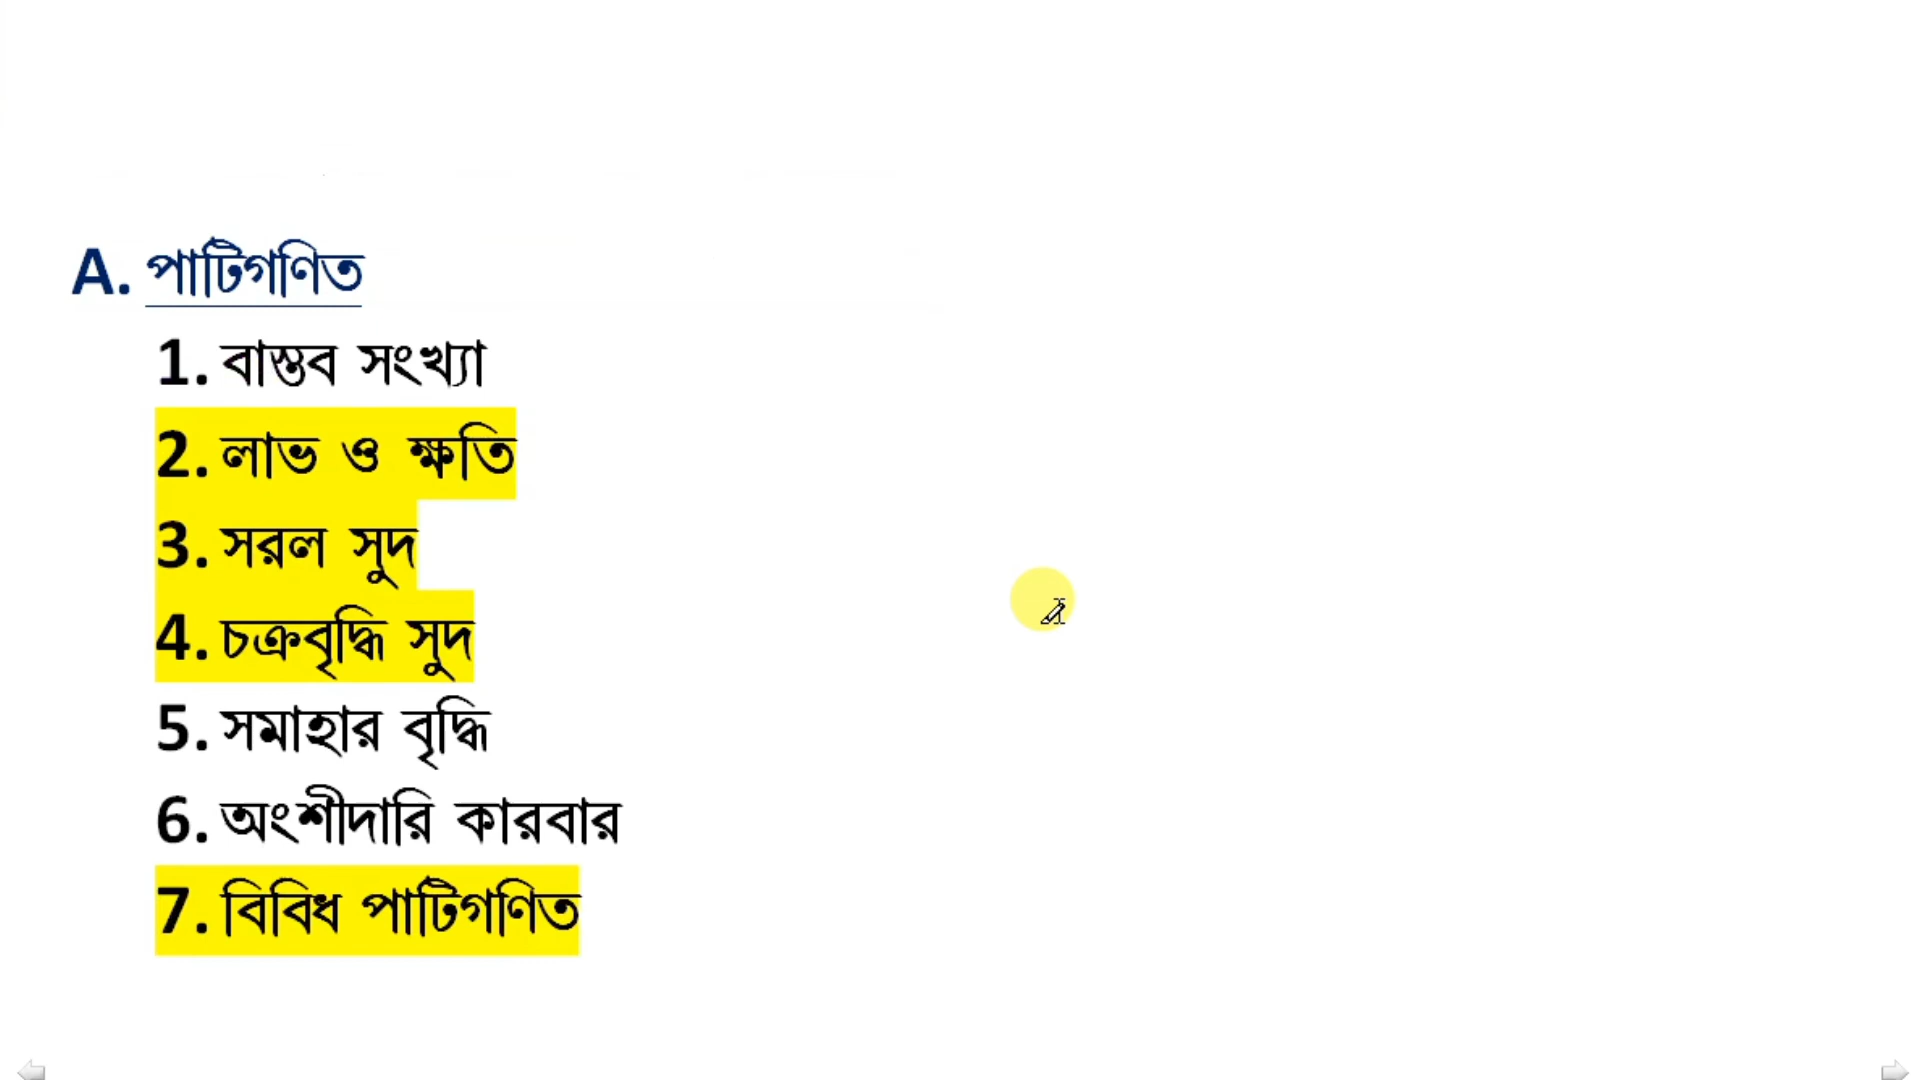 A. পাটিগণিত
1. বাস্তব সংখ্যা
2. লাভ ও ক্ষতি
3. সরল সুদ
4. চক্রবৃদ্ধি সুদ
5. সমাহার বৃদ্ধি
6. অংশীদারি কারবার
7. বিবিধ পাটিগণিত